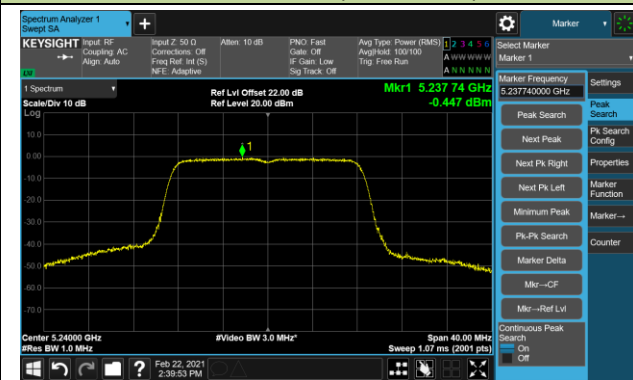 Spectrum Analyzer 1
Swept SA
Marker
KEYSIGHT
Input: RF
Coupling: AC
Align: Auto
Input Z: 50 Ω
Corrections: Off
Freq Ref: Int (S)
NFE: Adaptive
Atten: 10 dB
PNO: Fast
Gate: Off
IF Gain: Low
Sig Track: Off
Avg Type: Power (RMS)
Avg|Hold: 100/100
Trig: Free Run
1 2 3 4 5 6
A W W W W W
A N N N N N
Select Marker
Marker 1
1 Spectrum
Scale/Div 10 dB
Log
Ref Lvl Offset 22.00 dB
Ref Level 20.00 dBm
Mkr1 5.237 74 GHz
-0.447 dBm
10.0
0.00
-10.0
-20.0
-30.0
-40.0
-50.0
-60.0
-70.0
1
Center 5.24000 GHz
#Res BW 1.0 MHz
#Video BW 3.0 MHz*
Span 40.00 MHz
Sweep 1.07 ms (2001 pts)
Feb 22, 2021
2:39:53 PM
?
Marker Frequency
5.237740000 GHz
Peak Search
Next Peak
Next Pk Right
Next Pk Left
Minimum Peak
Pk-Pk Search
Marker Delta
Mkr→CF
Mkr→Ref Lvl
Continuous Peak
Search
On
Off
Settings
Peak
Search
Pk Search
Config
Properties
Marker
Function
Marker→
Counter